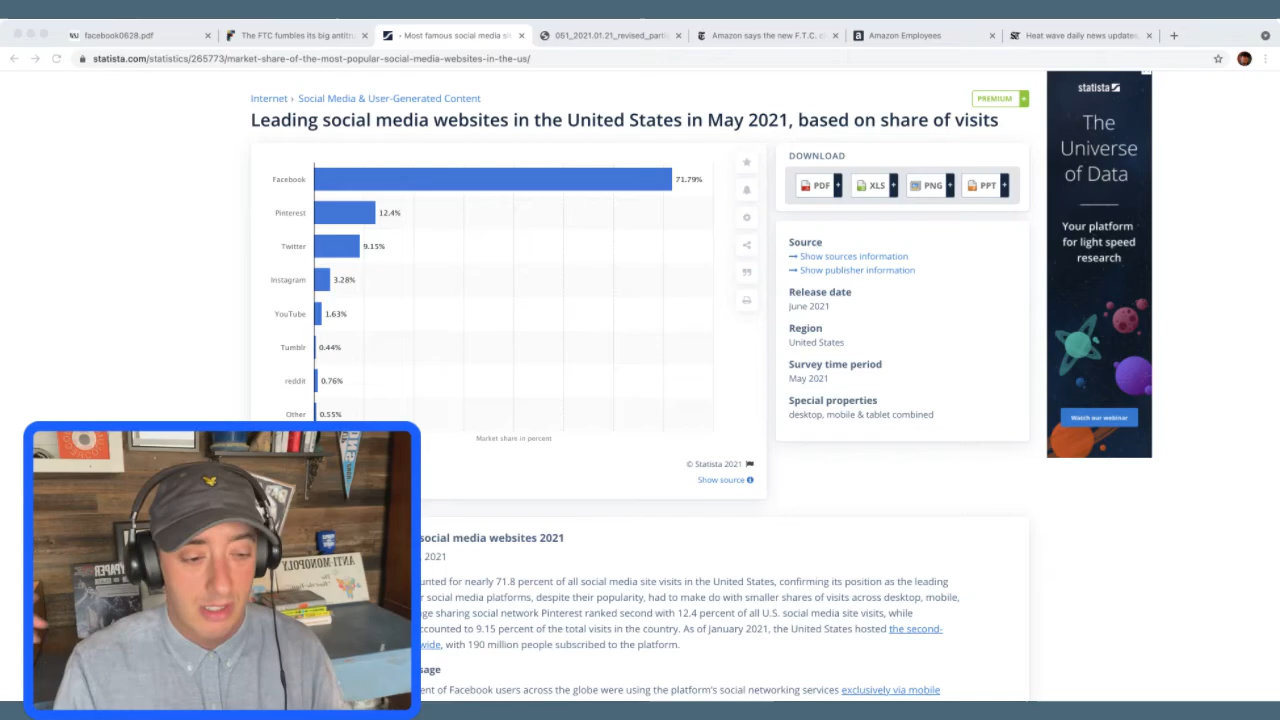 facebook0628.pdf
The FTC fumbles its big antitr
- Most famous social media si
051_2021.01.21_revised_parti
Amazon says the new F.T.C. c
Amazon Employees
Heat wave daily news updates,
statista.com/statistics/265773/market-share-of-the-most-popular-social-media-websites-in-the-us/
Internet › Social Media & User-Generated Content
PREMIUM +
Leading social media websites in the United States in May 2021, based on share of visits
Facebook 71.79%
Pinterest 12.4%
Twitter 9.15%
Instagram 3.28%
YouTube 1.63%
Tumblr 0.44%
reddit 0.76%
Other 0.55%
Market share in percent
© Statista 2021
Show source
DOWNLOAD
PDF + XLS + PNG + PPT +
Source
Show sources information
Show publisher information
Release date
June 2021
Region
United States
Survey time period
May 2021
Special properties
desktop, mobile & tablet combined
statista
The
Universe
of Data
Your platform
for light speed
research
Watch our webinar
social media websites 2021
, 2021
unted for nearly 71.8 percent of all social media site visits in the United States, confirming its position as the leading
r social media platforms, despite their popularity, had to make do with smaller shares of visits across desktop, mobile,
ge sharing social network Pinterest ranked second with 12.4 percent of all U.S. social media site visits, while
ccounted to 9.15 percent of the total visits in the country. As of January 2021, the United States hosted the second-
wide, with 190 million people subscribed to the platform.
sage
ent of Facebook users across the globe were using the platform's social networking services exclusively via mobile
ANTI-MONOPOLY